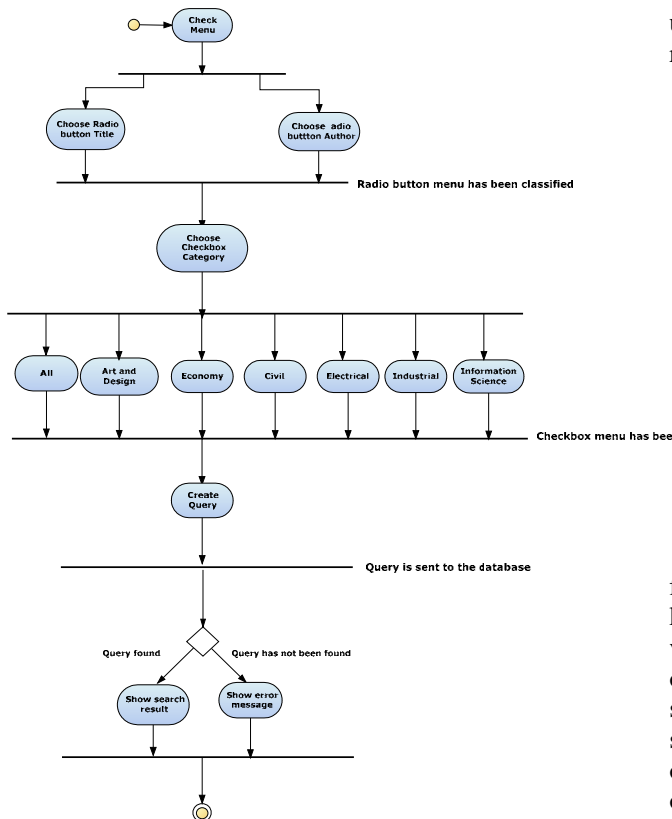 Check
Menu
Choose Radio
button Title
Choose adio
buttton Author
Radio button menu has been classified
Choose
Checkbox
Category
All
Art and
Design
Economy
Civil
Electrical
Industrial
Information
Science
Checkbox menu has bee
Create
Query
Query is sent to the database
Query found
Query has not been found
Show search
result
Show error
message